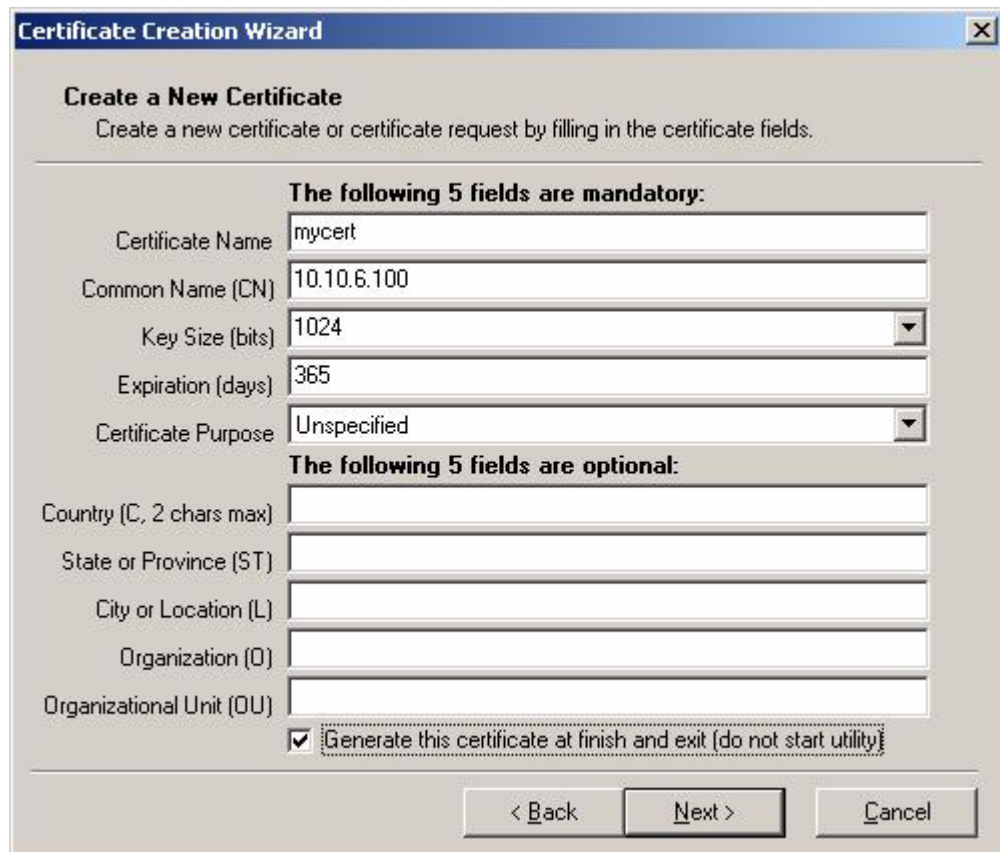 Certificate Creation Wizard
Create a New Certificate
Create a new certificate or certificate request by filling in the certificate fields.
The following 5 fields are mandatory:
Certificate Name mycert
Common Name (CN) 10.10.6.100
Key Size (bits) 1024
Expiration (days) 365
Certificate Purpose Unspecified
The following 5 fields are optional:
Country (C, 2 chars max)
State or Province (ST)
City or Location (L)
Organization (O)
Organizational Unit (OU)
Generate this certificate at finish and exit (do not start utility)
< Back Next > Cancel